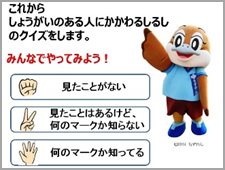 これから
しょうがいのある人にかかわるしるし
のクイズをします。
みんなでやってみよう！
見たことがない
見たことはあるけど、
何のマークか知らない
何のマークか知ってる